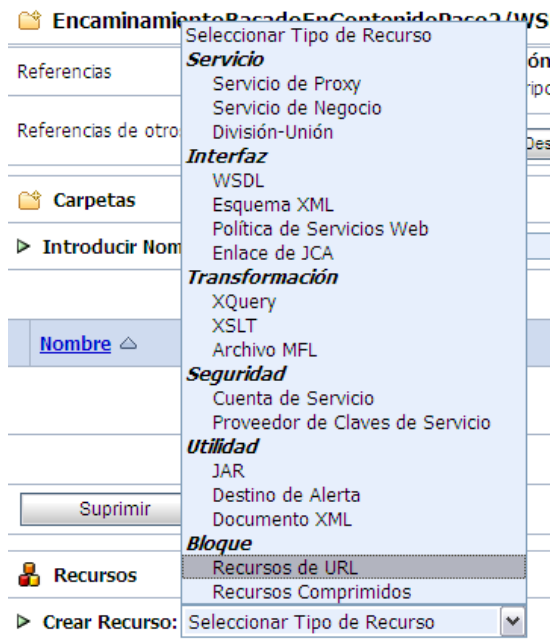 EncaminamientoBasadoEnContenidoPaso2/WS
Seleccionar Tipo de Recurso
Servicio
Referencias
Servicio de Proxy
Servicio de Negocio
Referencias de otro
División-Unión
Interfaz
WSDL
Carpetas
Esquema XML
Política de Servicios Web
Introducir Nom
Enlace de JCA
Transformación
XQuery
XSLT
Nombre
Archivo MFL
Seguridad
Cuenta de Servicio
Proveedor de Claves de Servicio
Utilidad
JAR
Destino de Alerta
Suprimir
Documento XML
Bloque
Recursos
Recursos de URL
Recursos Comprimidos
Crear Recurso: Seleccionar Tipo de Recurso